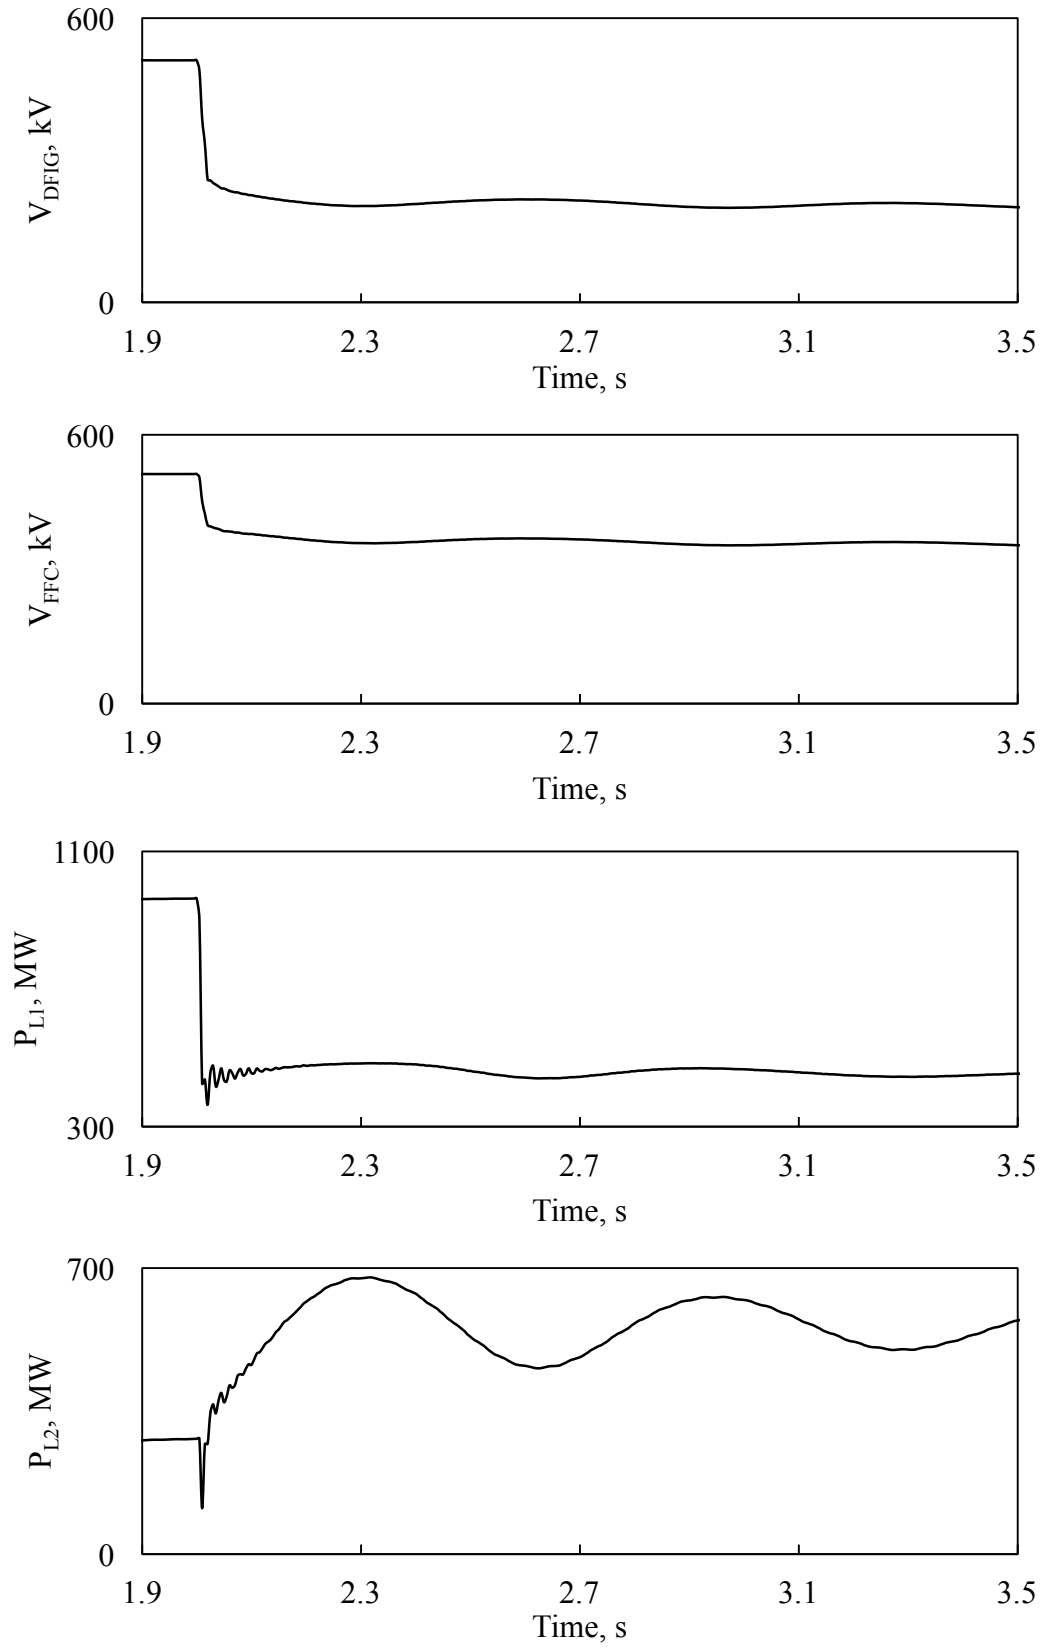 600
V_DFIG, kV
0
1.9 2.3 2.7 3.1 3.5
Time, s
600
V_FFC, kV
0
1.9 2.3 2.7 3.1 3.5
Time, s
1100
P_L1, MW
300
1.9 2.3 2.7 3.1 3.5
Time, s
700
P_L2, MW
0
1.9 2.3 2.7 3.1 3.5
Time, s